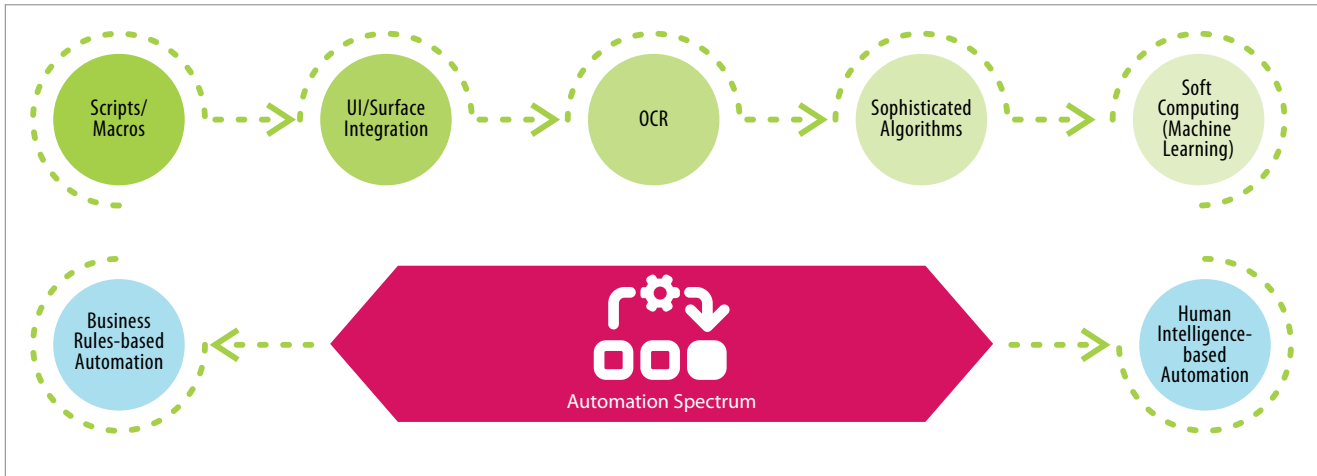 Scripts/
Macros
UI/Surface
Integration
OCR
Sophisticated
Algorithms
Soft
Computing
(Machine
Learning)
Business
Rules-based
Automation
Automation Spectrum
Human
Intelligence-
based
Automation